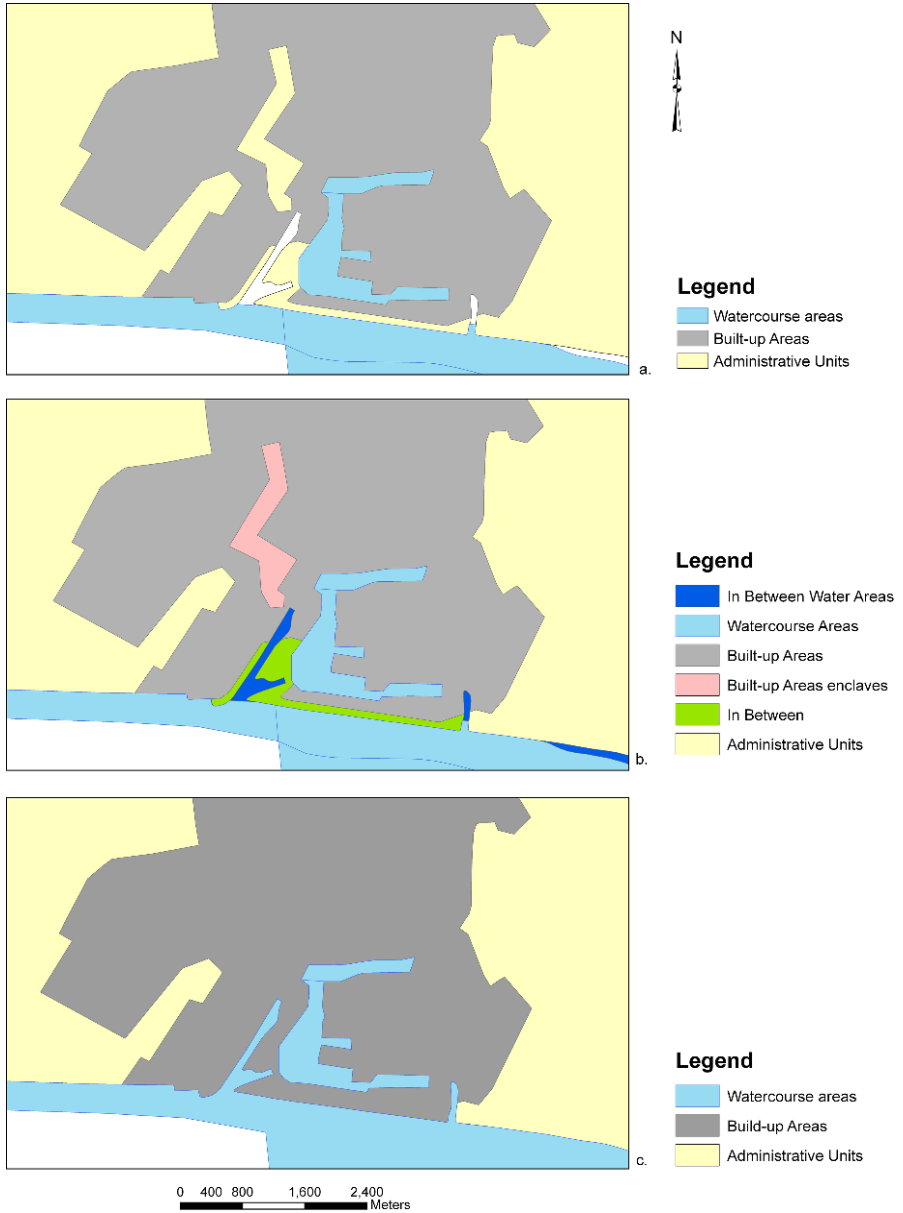 N
Legend
Watercourse areas
Built-up Areas
Administrative Units
a.
Legend
In Between Water Areas
Watercourse Areas
Built-up Areas
Built-up Areas enclaves
In Between
Administrative Units
b.
Legend
Watercourse areas
Build-up Areas
Administrative Units
c.
0 400 800 1,600 2,400
Meters